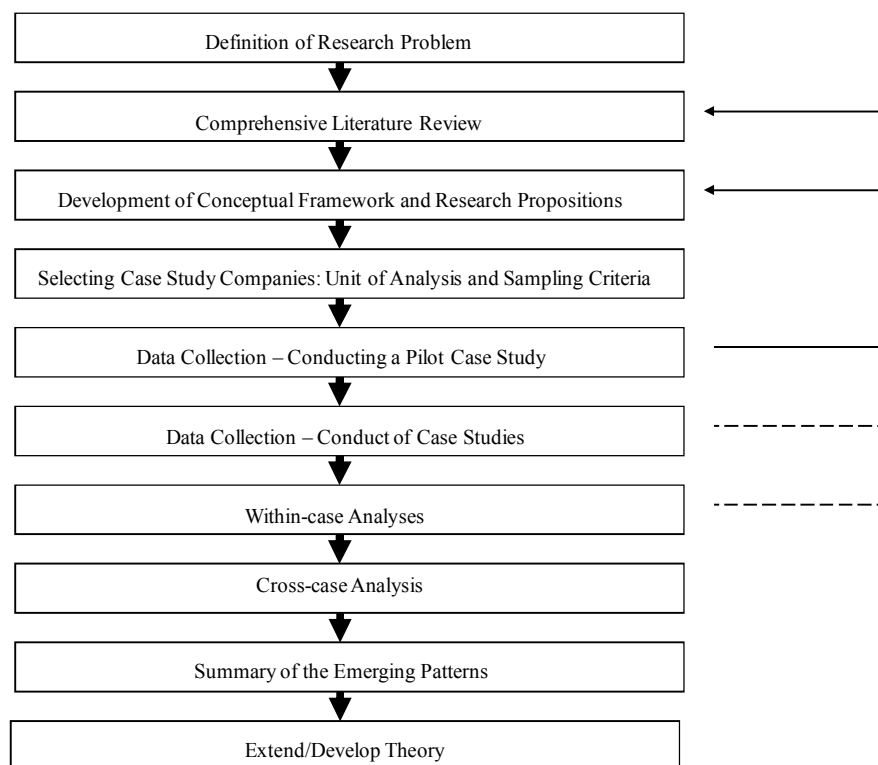 Definition of Research Problem
Comprehensive Literature Review
Development of Conceptual Framework and Research Propositions
Selecting Case Study Companies: Unit of Analysis and Sampling Criteria
Data Collection – Conducting a Pilot Case Study
Data Collection – Conduct of Case Studies
Within-case Analyses
Cross-case Analysis
Summary of the Emerging Patterns
Extend/Develop Theory